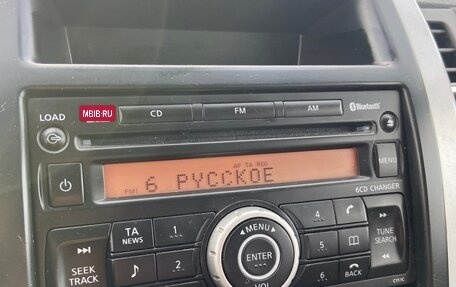 LOAD
MBIB·RU
CD
FM
AM
Bluetooth
AF TA REG
FM1 6 РУССКОЕ
MENU
6CD CHANGER
TA NEWS
1
4
MENU
ENTER
VOL
TUNE
SEARCH
SEEK
TRACK
2
5
BACK
6